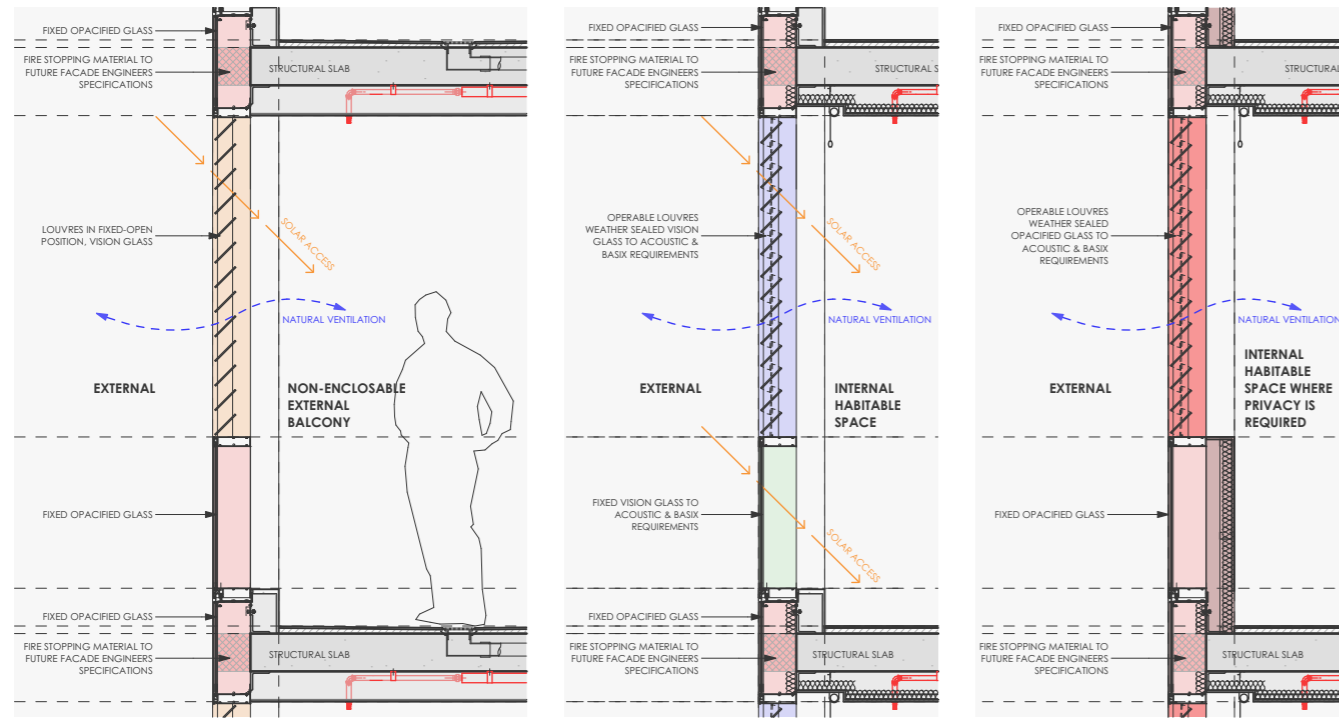 FIXED OPACIFIED GLASS
FIRE STOPPING MATERIAL TO
FUTURE FACADE ENGINEERS
SPECIFICATIONS
STRUCTURAL SLAB
SOLAR ACCESS
LOUVRES IN FIXED-OPEN
POSITION, VISION GLASS
NATURAL VENTILATION
EXTERNAL
NON-ENCLOSABLE
EXTERNAL
BALCONY
FIXED OPACIFIED GLASS
FIXED OPACIFIED GLASS
FIRE STOPPING MATERIAL TO
FUTURE FACADE ENGINEERS
SPECIFICATIONS
STRUCTURAL SLAB
FIXED OPACIFIED GLASS
FIRE STOPPING MATERIAL TO
FUTURE FACADE ENGINEERS
SPECIFICATIONS
STRUCTURAL S
SOLAR ACCESS
OPERABLE LOUVRES
WEATHER SEALED VISION
GLASS TO ACOUSTIC &
BASIX REQUIREMENTS
NATURAL VENTILATION
EXTERNAL
INTERNAL
HABITABLE
SPACE
FIXED VISION GLASS TO
ACOUSTIC & BASIX
REQUIREMENTS
SOLAR ACCESS
FIXED OPACIFIED GLASS
FIRE STOPPING MATERIAL TO
FUTURE FACADE ENGINEERS
SPECIFICATIONS
STRUCTURAL SLAB
FIXED OPACIFIED GLASS
FIRE STOPPING MATERIAL TO
FUTURE FACADE ENGINEERS
SPECIFICATIONS
STRUCTURAL
OPERABLE LOUVRES
WEATHER SEALED
OPACIFIED GLASS TO
ACOUSTIC & BASIX
REQUIREMENTS
NATURAL VENTILATION
EXTERNAL
INTERNAL
HABITABLE
SPACE WHERE
PRIVACY IS
REQUIRED
FIXED OPACIFIED GLASS
FIXED OPACIFIED GLASS
FIRE STOPPING MATERIAL TO
FUTURE FACADE ENGINEERS
SPECIFICATIONS
STRUCTURAL SLAB